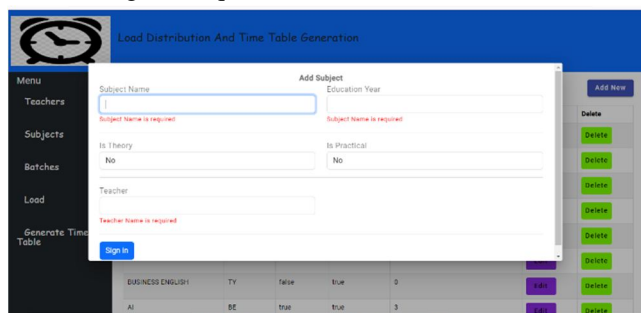 Load Distribution And Time Table Generation
Menu
Teachers
Subjects
Batches
Load
Generate Time
Table
Add New
Delete
Delete
Delete
Delete
Delete
Delete
Add Subject
Subject Name Education Year
Subject Name is required Subject Name is required
Is Theory Is Practical
No No
Teacher
Teacher Name is required
Sign In
Edit Delete
BUSINESS ENGLISH TY false true 0 Edit Delete
AI BE true true 3 Edit Delete